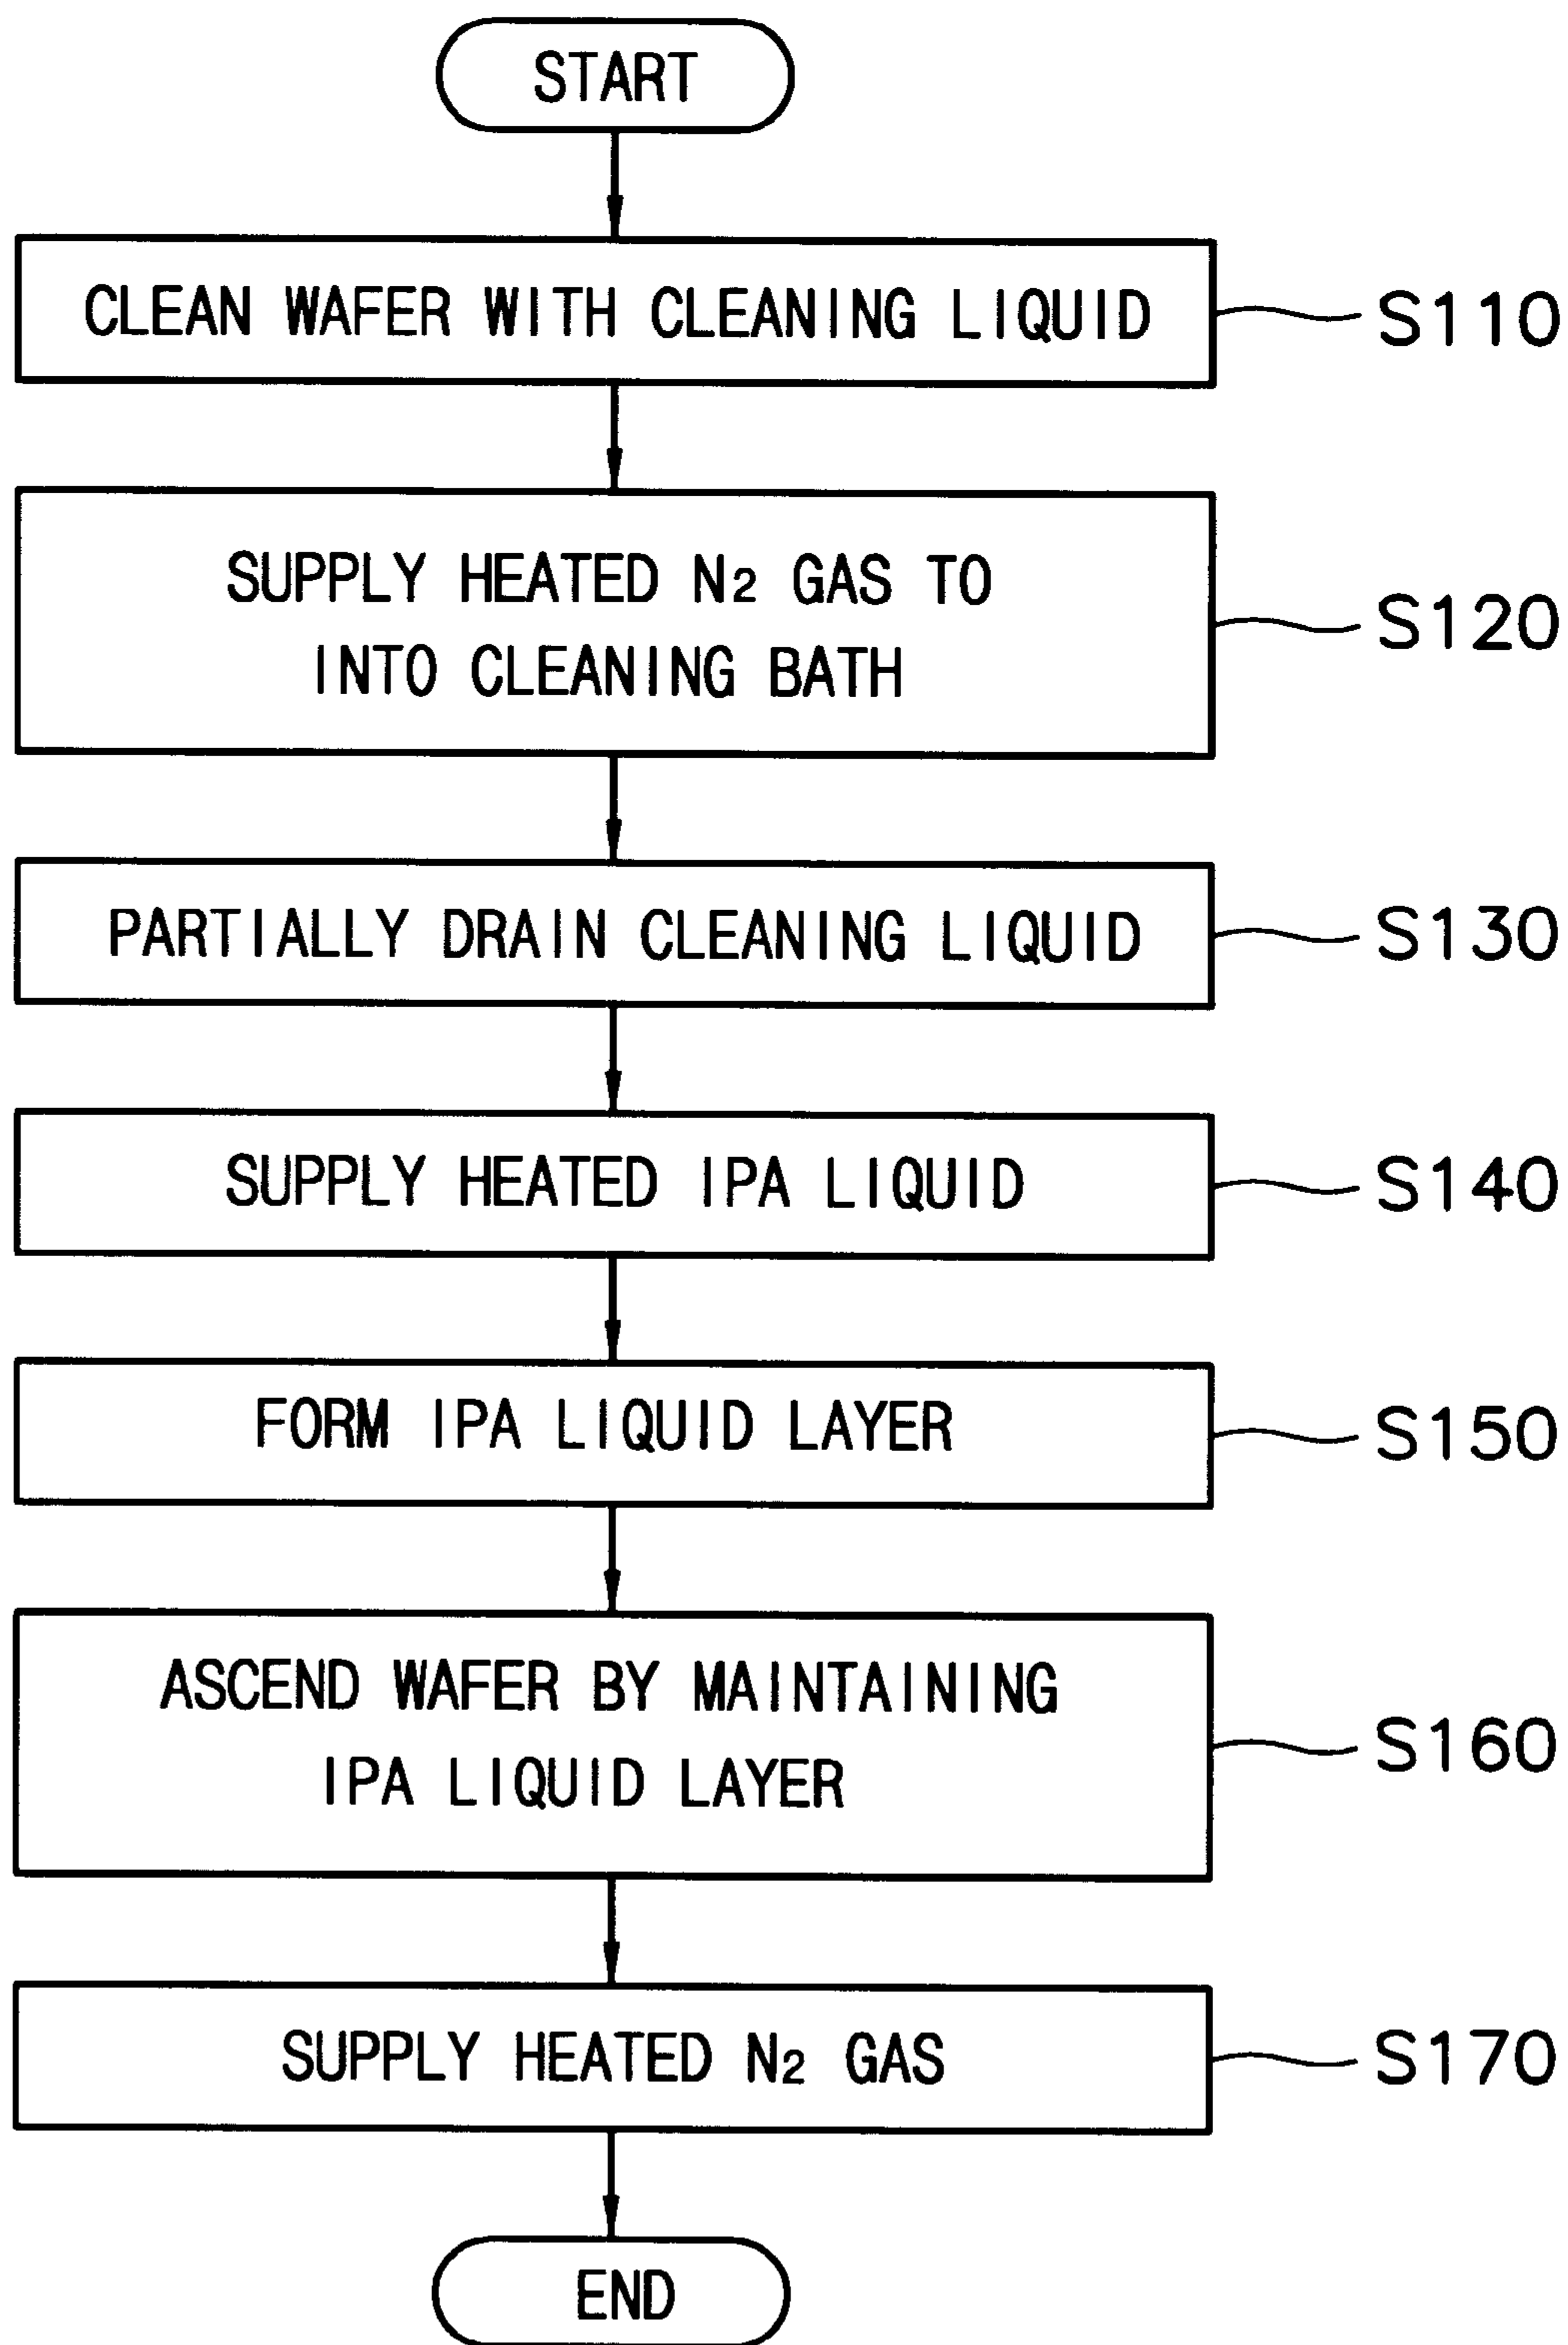 START
CLEAN WAFER WITH CLEANING LIQUID
S110
SUPPLY HEATED N2 GAS TO
INTO CLEANING BATH
S120
PARTIALLY DRAIN CLEANING LIQUID
S130
SUPPLY HEATED IPA LIQUID
S140
FORM IPA LIQUID LAYER
S150
ASCEND WAFER BY MAINTAINING
IPA LIQUID LAYER
S160
SUPPLY HEATED N2 GAS
S170
END